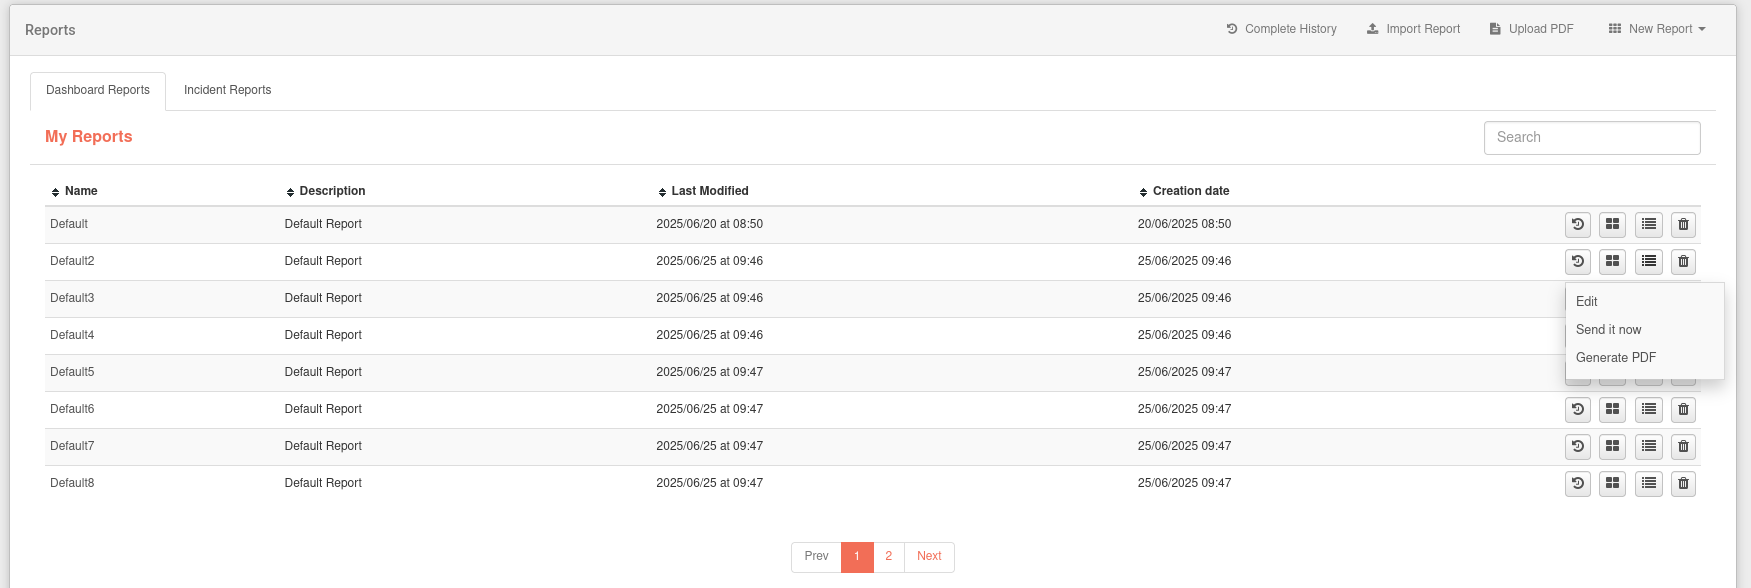 Reports Complete History Import Report Upload PDF New Report
Dashboard Reports Incident Reports
My Reports Search
Name Description Last Modified Creation date
Default Default Report 2025/06/20 at 08:50 20/06/2025 08:50
Default2 Default Report 2025/06/25 at 09:46 25/06/2025 09:46
Default3 Default Report 2025/06/25 at 09:46 25/06/2025 09:46
Edit
Default4 Default Report 2025/06/25 at 09:46 25/06/2025 09:46
Send it now
Generate PDF
Default5 Default Report 2025/06/25 at 09:47 25/06/2025 09:47
Default6 Default Report 2025/06/25 at 09:47 25/06/2025 09:47
Default7 Default Report 2025/06/25 at 09:47 25/06/2025 09:47
Default8 Default Report 2025/06/25 at 09:47 25/06/2025 09:47
Prev 1 2 Next